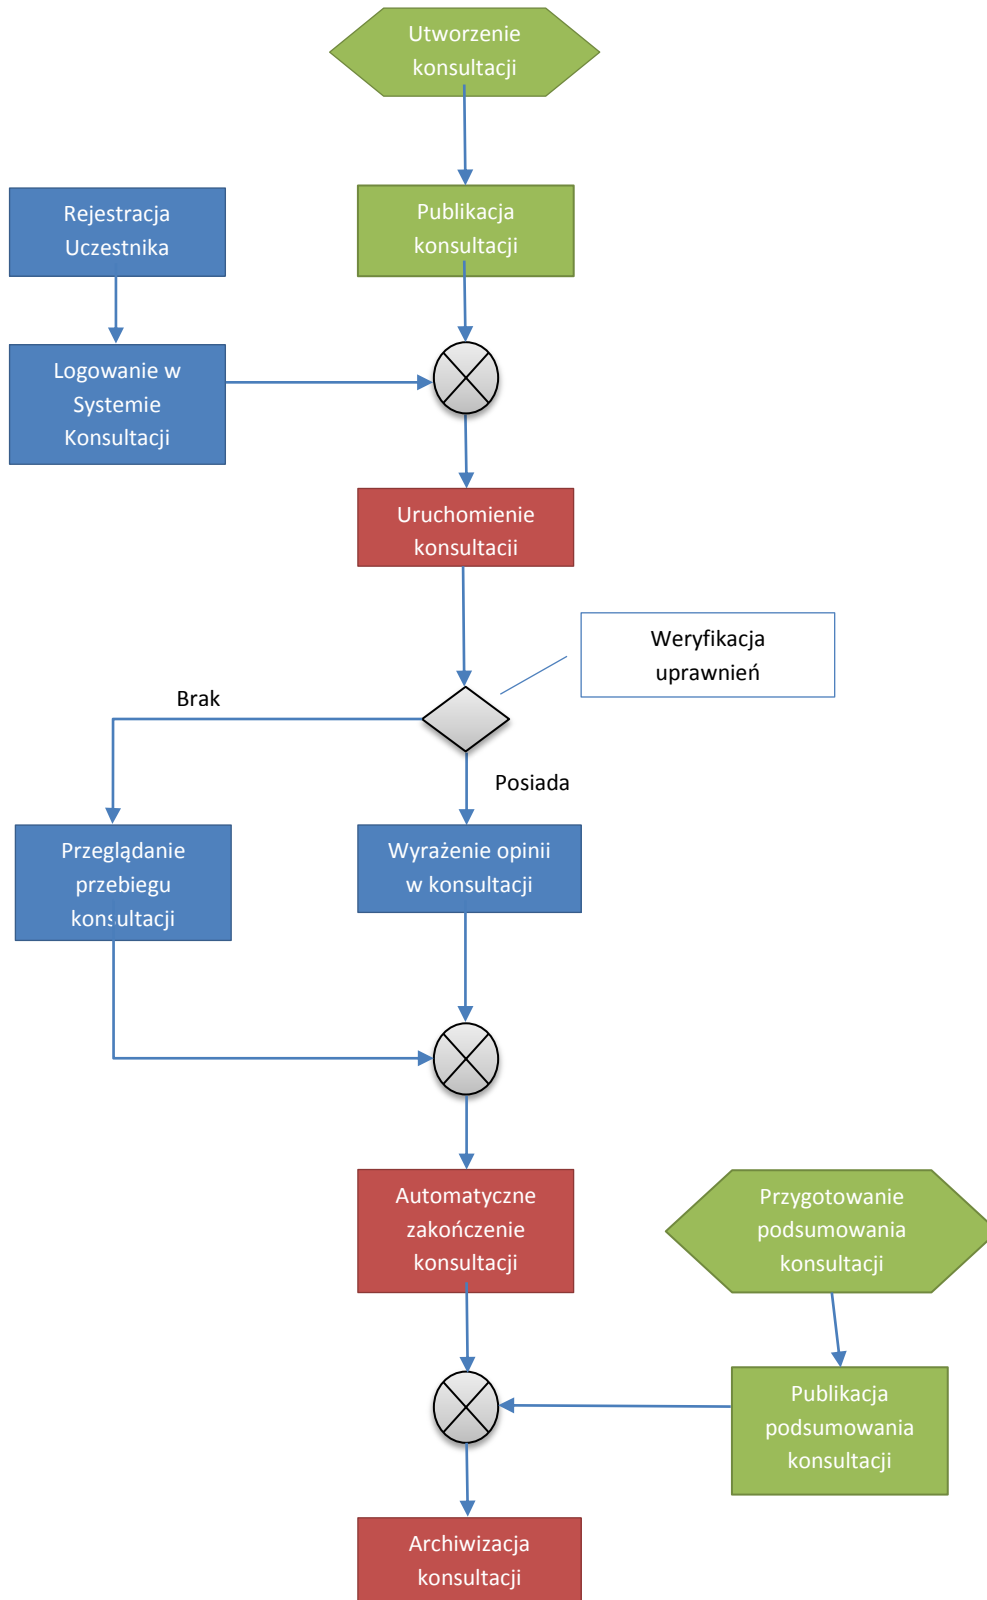 Utworzenie
konsultacji
Rejestracja
Uczestnika
Publikacja
konsultacji
Logowanie w
Systemie
Konsultacji
Uruchomienie
konsultacji
Weryfikacja
uprawnień
Brak
Posiada
Przeglądanie
przebiegu
konsultacji
Wyrażenie opinii
w konsultacji
Automatyczne
zakończenie
konsultacji
Przygotowanie
podsumowania
konsultacji
Publikacja
podsumowania
konsultacji
Archiwizacja
konsultacji